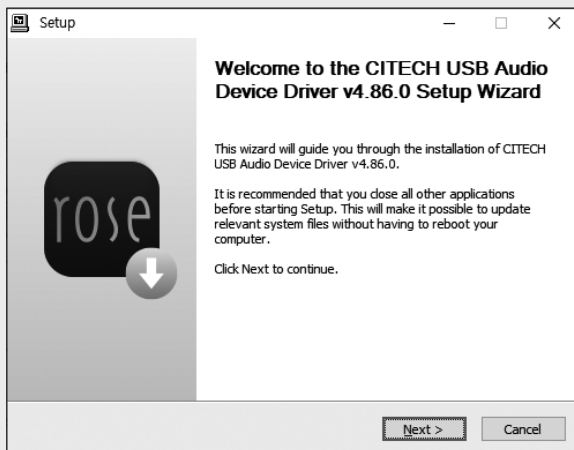 Setup
Welcome to the CITECH USB Audio
Device Driver v4.86.0 Setup Wizard
This wizard will guide you through the installation of CITECH
USB Audio Device Driver v4.86.0.
It is recommended that you close all other applications
before starting Setup. This will make it possible to update
relevant system files without having to reboot your
computer.
Click Next to continue.
rose
Next >
Cancel